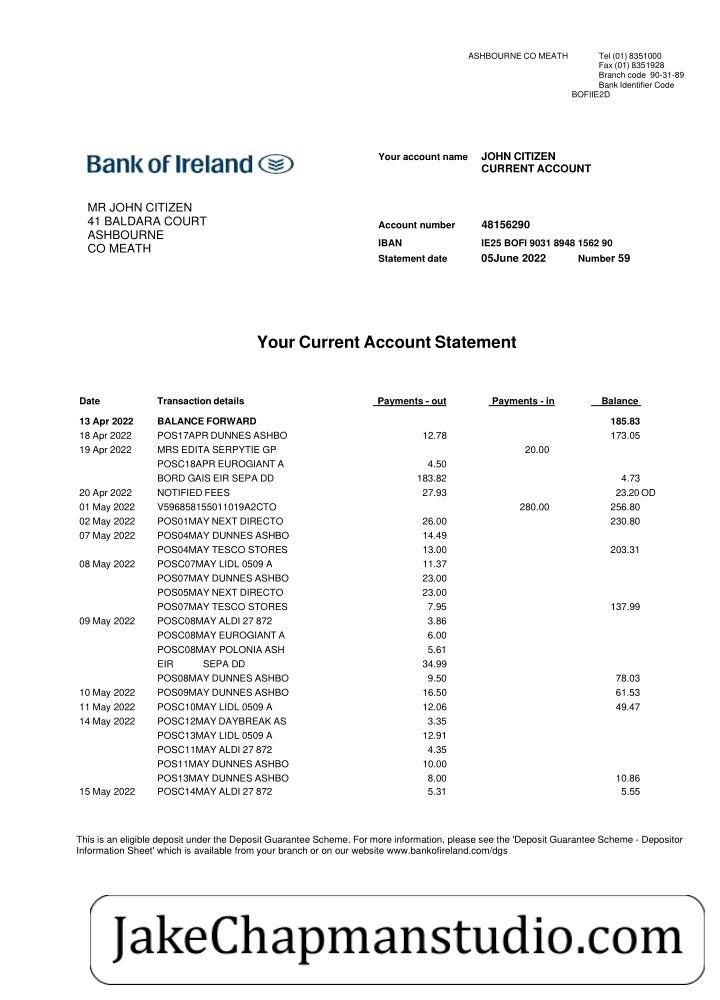 ASHBOURNE CO MEATH Tel (01) 8351000
Fax (01) 8351928
Branch code 90-31-89
Bank Identifier Code
BOFIIE2D
Bank of Ireland
Your account name JOHN CITIZEN
CURRENT ACCOUNT
MR JOHN CITIZEN
41 BALDARA COURT
ASHBOURNE
CO MEATH
Account number 48156290
IBAN IE25 BOFI 9031 8948 1562 90
Statement date 05June 2022 Number 59
Your Current Account Statement
Date Transaction details Payments - out Payments - in Balance
13 Apr 2022 BALANCE FORWARD 185.83
18 Apr 2022 POS17APR DUNNES ASHBO 12.78 173.05
19 Apr 2022 MRS EDITA SERPYTIE GP 20.00
POSC18APR EUROGIANT A 4.50
BORD GAIS EIR SEPA DD 183.82 4.73
20 Apr 2022 NOTIFIED FEES 27.93 23.20 OD
01 May 2022 V596858155011019A2CTO 280.00 256.80
02 May 2022 POS01MAY NEXT DIRECTO 26.00 230.80
07 May 2022 POS04MAY DUNNES ASHBO 14.49
POS04MAY TESCO STORES 13.00 203.31
08 May 2022 POSC07MAY LIDL 0509 A 11.37
POS07MAY DUNNES ASHBO 23.00
POS05MAY NEXT DIRECTO 23.00
POS07MAY TESCO STORES 7.95 137.99
09 May 2022 POSC08MAY ALDI 27 872 3.86
POSC08MAY EUROGIANT A 6.00
POSC08MAY POLONIA ASH 5.61
EIR SEPA DD 34.99
POS08MAY DUNNES ASHBO 9.50 78.03
10 May 2022 POS09MAY DUNNES ASHBO 16.50 61.53
11 May 2022 POSC10MAY LIDL 0509 A 12.06 49.47
14 May 2022 POSC12MAY DAYBREAK AS 3.35
POSC13MAY LIDL 0509 A 12.91
POSC11MAY ALDI 27 872 4.35
POS11MAY DUNNES ASHBO 10.00
POS13MAY DUNNES ASHBO 8.00 10.86
15 May 2022 POSC14MAY ALDI 27 872 5.31 5.55
This is an eligible deposit under the Deposit Guarantee Scheme. For more information, please see the 'Deposit Guarantee Scheme - Depositor
Information Sheet' which is available from your branch or on our website www.bankofireland.com/dgs
JakeChapmanstudio.com